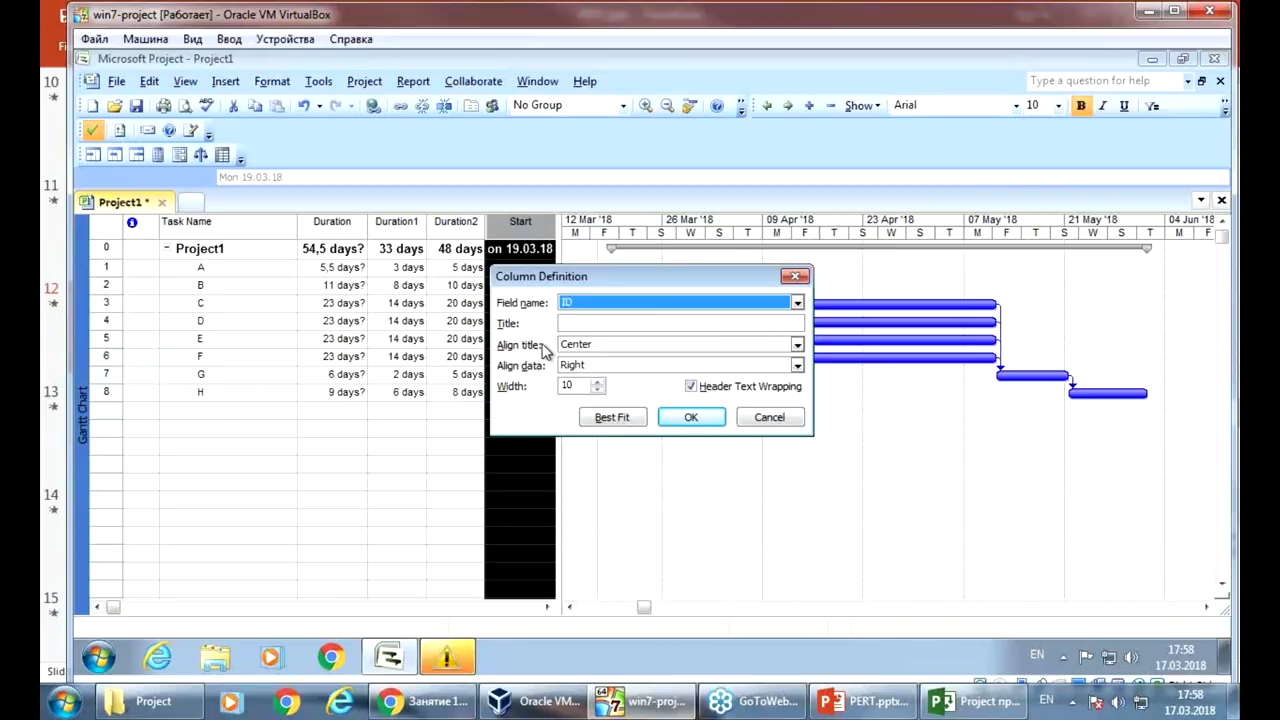 win7-project [Работает] - Oracle VM VirtualBox
Файл Машина Вид Ввод Устройства Справка
Microsoft Project - Project1
File Edit View Insert Format Tools Project Report Collaborate Window Help Type a question for help
No Group Show Arial 10 B I U
Mon 19.03.18
Project1 *
Task Name Duration Duration1 Duration2 Start 12 Mar '18 26 Mar '18 09 Apr '18 23 Apr '18 07 May '18 21 May '18 04 Jun '18
M F T S W M F T S W M F T S
0 Project1 54,5 days? 33 days 48 days on 19.03.18
1 A 5,5 days? 3 days 5 days
2 B 11 days? 8 days 10 days
3 C 23 days? 14 days 20 days
4 D 23 days? 14 days 20 days
5 E 23 days? 14 days 20 days
6 F 23 days? 14 days 20 days
7 G 6 days? 2 days 5 days
8 H 9 days? 6 days 8 days
Column Definition
Field name: ID
Title:
Align title: Center
Align data: Right
Width: 10 Header Text Wrapping
Best Fit OK Cancel
Gantt Chart
10
11
12
13
14
15
Slid
EN 17:58
17.03.2018
Project Занятие 1... Oracle VM... win7-proj... GoToWeb... PERT.pptx... Project пр... EN 17:58
17.03.2018